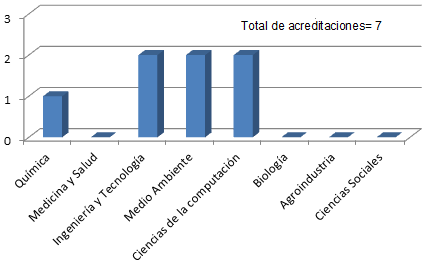 Total de acreditaciones= 7
3
2
1
0
Química
Medicina y Salud
Ingeniería y Tecnología
Medio Ambiente
Ciencias de la computación
Biología
Agroindustria
Ciencias Sociales